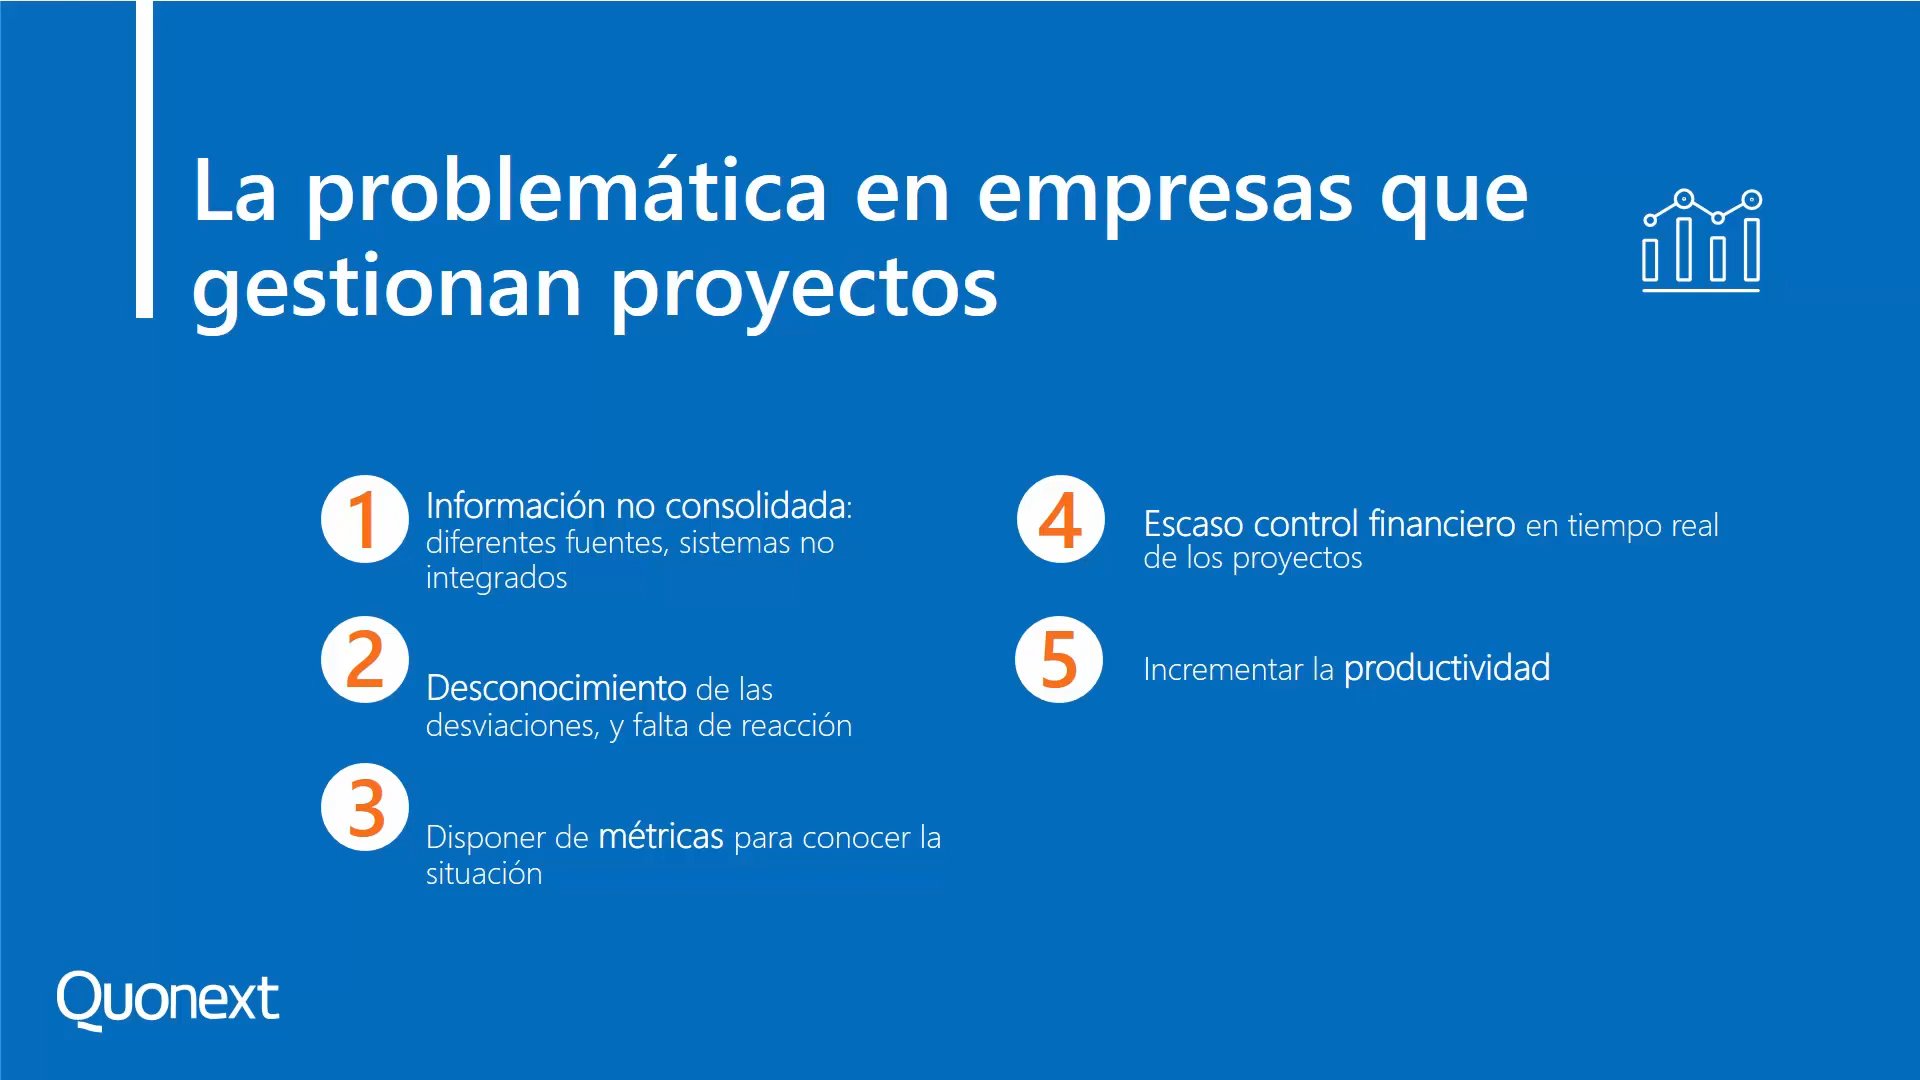 La problemática en empresas que
gestionan proyectos
1
Información no consolidada:
diferentes fuentes, sistemas no
integrados
2
Desconocimiento de las
desviaciones, y falta de reacción
3
Disponer de métricas para conocer la
situación
4
Escaso control financiero en tiempo real
de los proyectos
5
Incrementar la productividad
Quonext